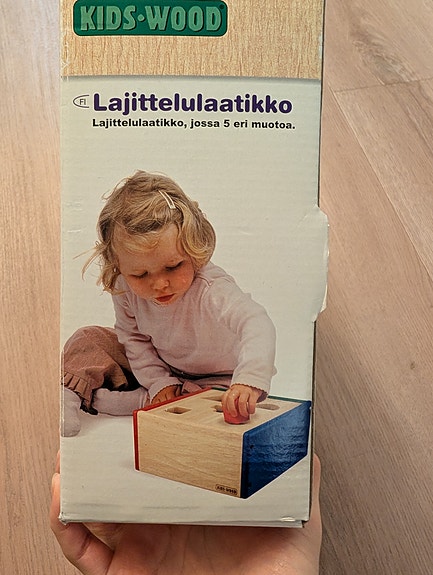 KIDS·WOOD
FI Lajittelulaatikko
Lajittelulaatikko, jossa 5 eri muotoa.
KIDS·WOOD